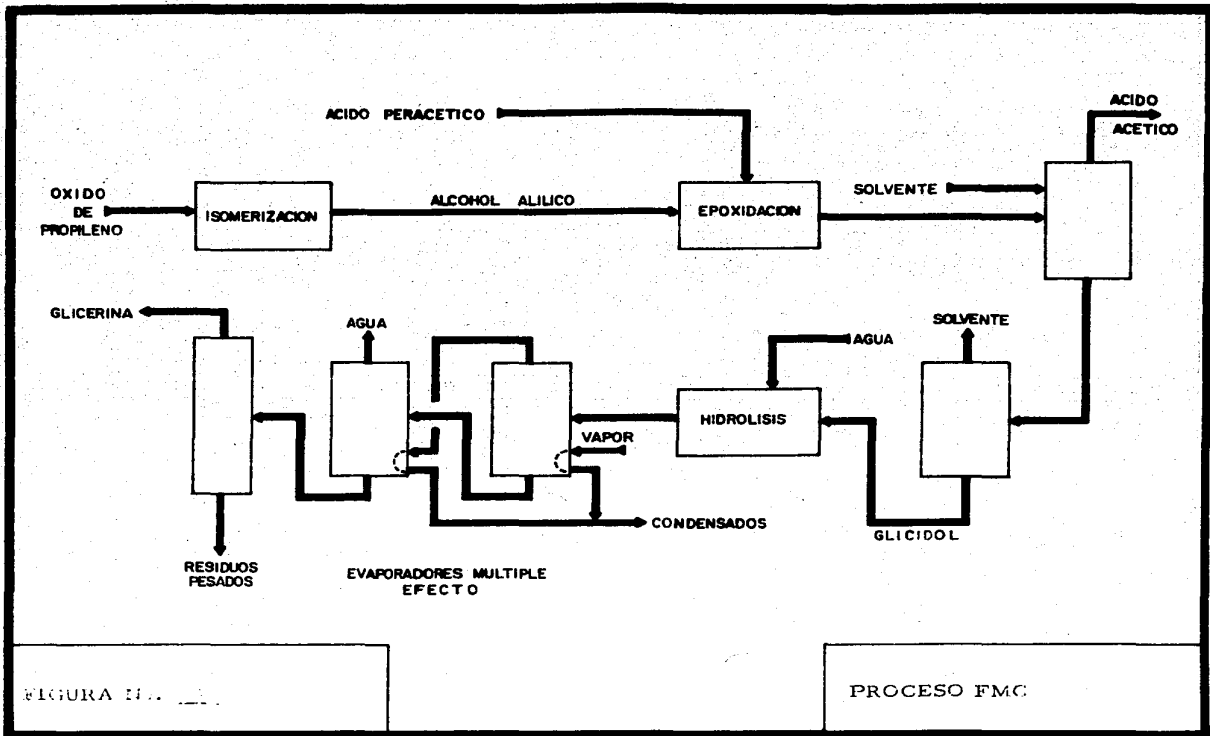 ACIDO PERACETICO
ACIDO
ACETICO
OXIDO
DE
PROPILENO
ISOMERIZACION
ALCOHOL ALILICO
EPOXIDACION
SOLVENTE
GLICERINA
AGUA
AGUA
SOLVENTE
HIDROLISIS
VAPOR
CONDENSADOS
GLICIDOL
RESIDUOS
PESADOS
EVAPORADORES MULTIPLE
EFECTO
FIGURA
PROCESO FMC